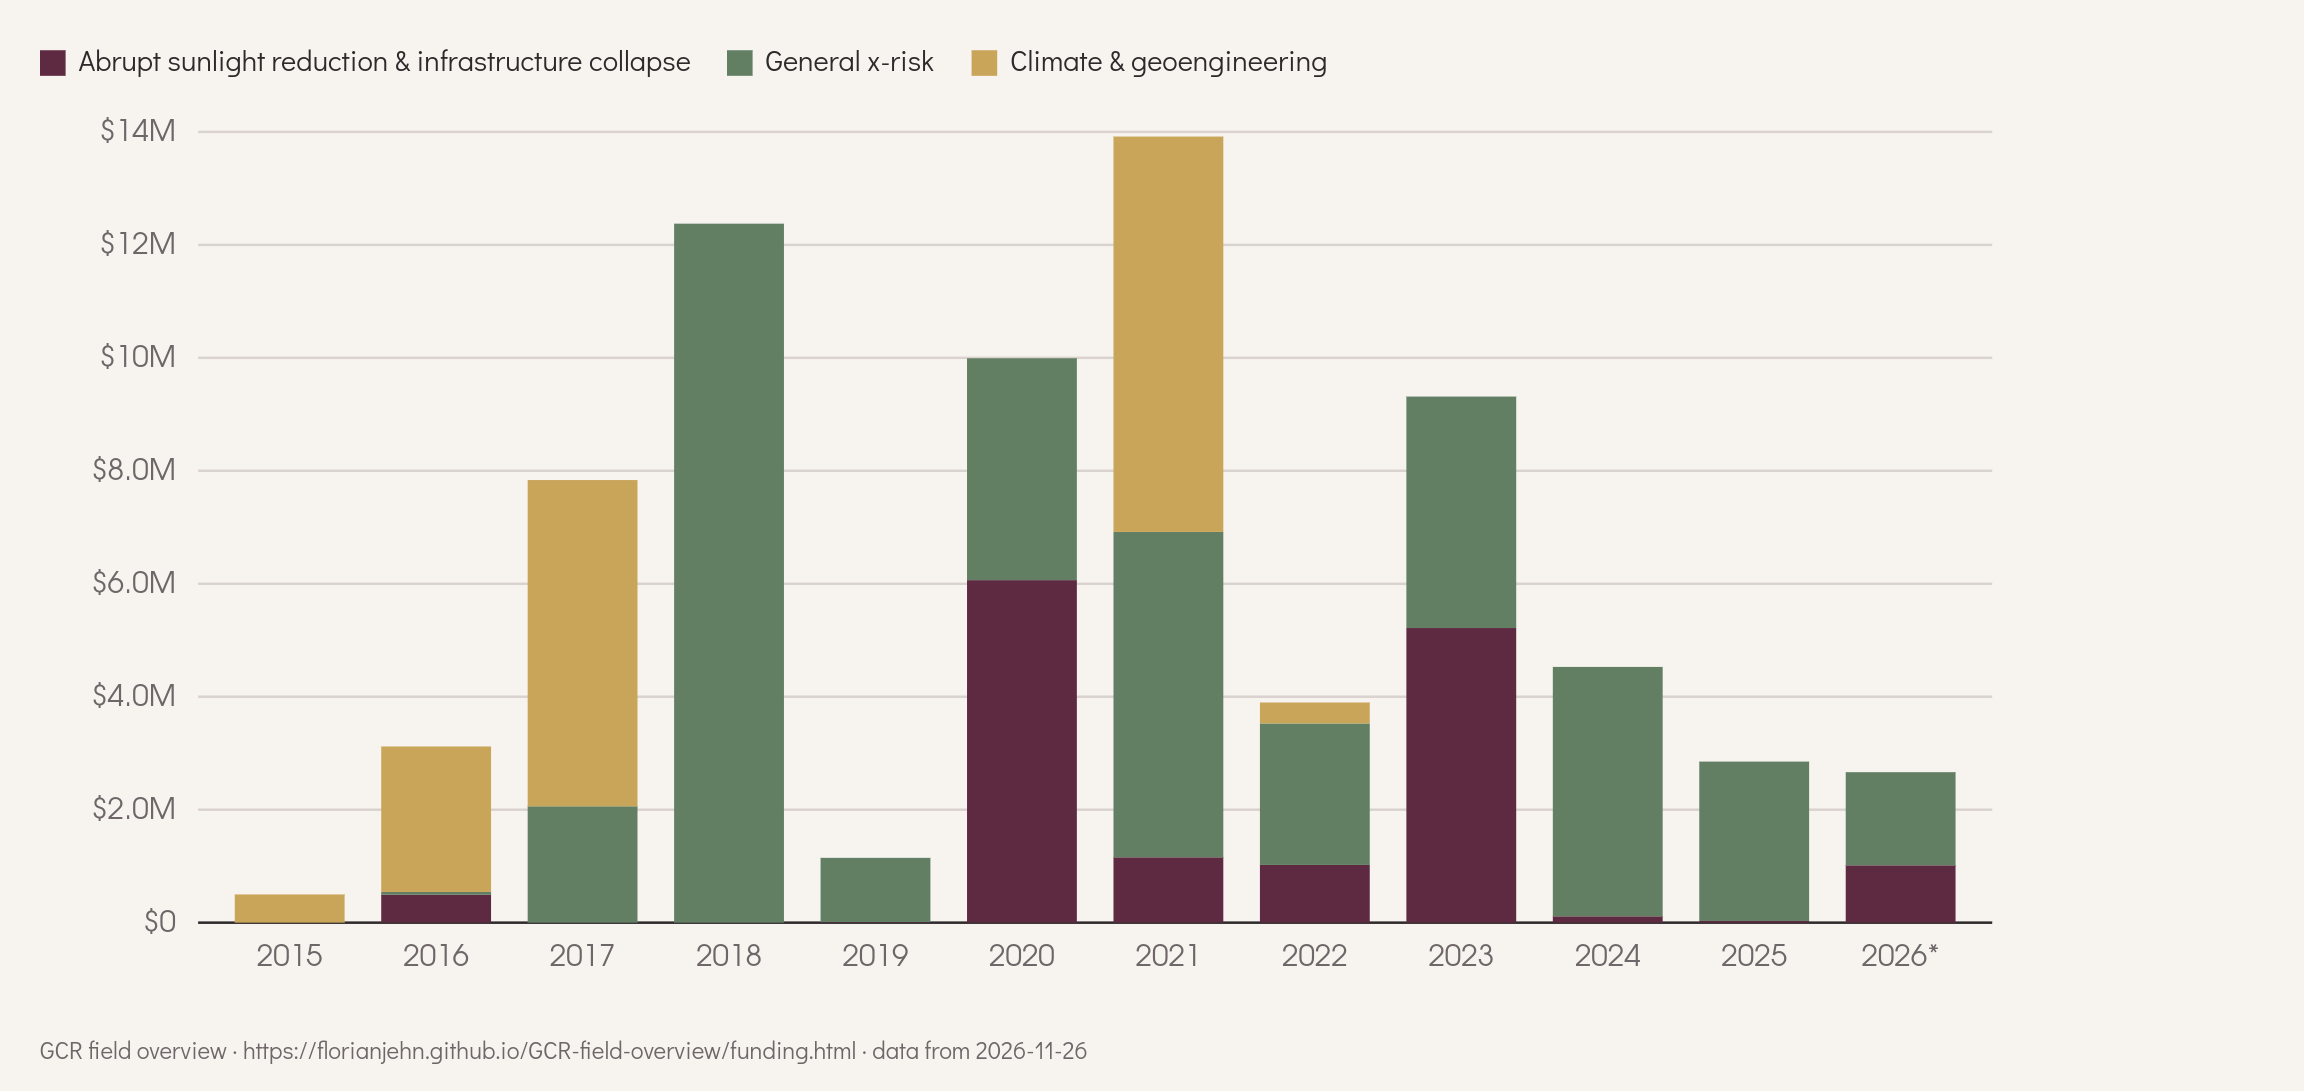 Abrupt sunlight reduction & infrastructure collapse General x-risk Climate & geoengineering
$14M
$12M
$10M
$8.0M
$6.0M
$4.0M
$2.0M
$0
2015 2016 2017 2018 2019 2020 2021 2022 2023 2024 2025 2026*
GCR field overview · https://florianjehn.github.io/GCR-field-overview/funding.html · data from 2026-11-26